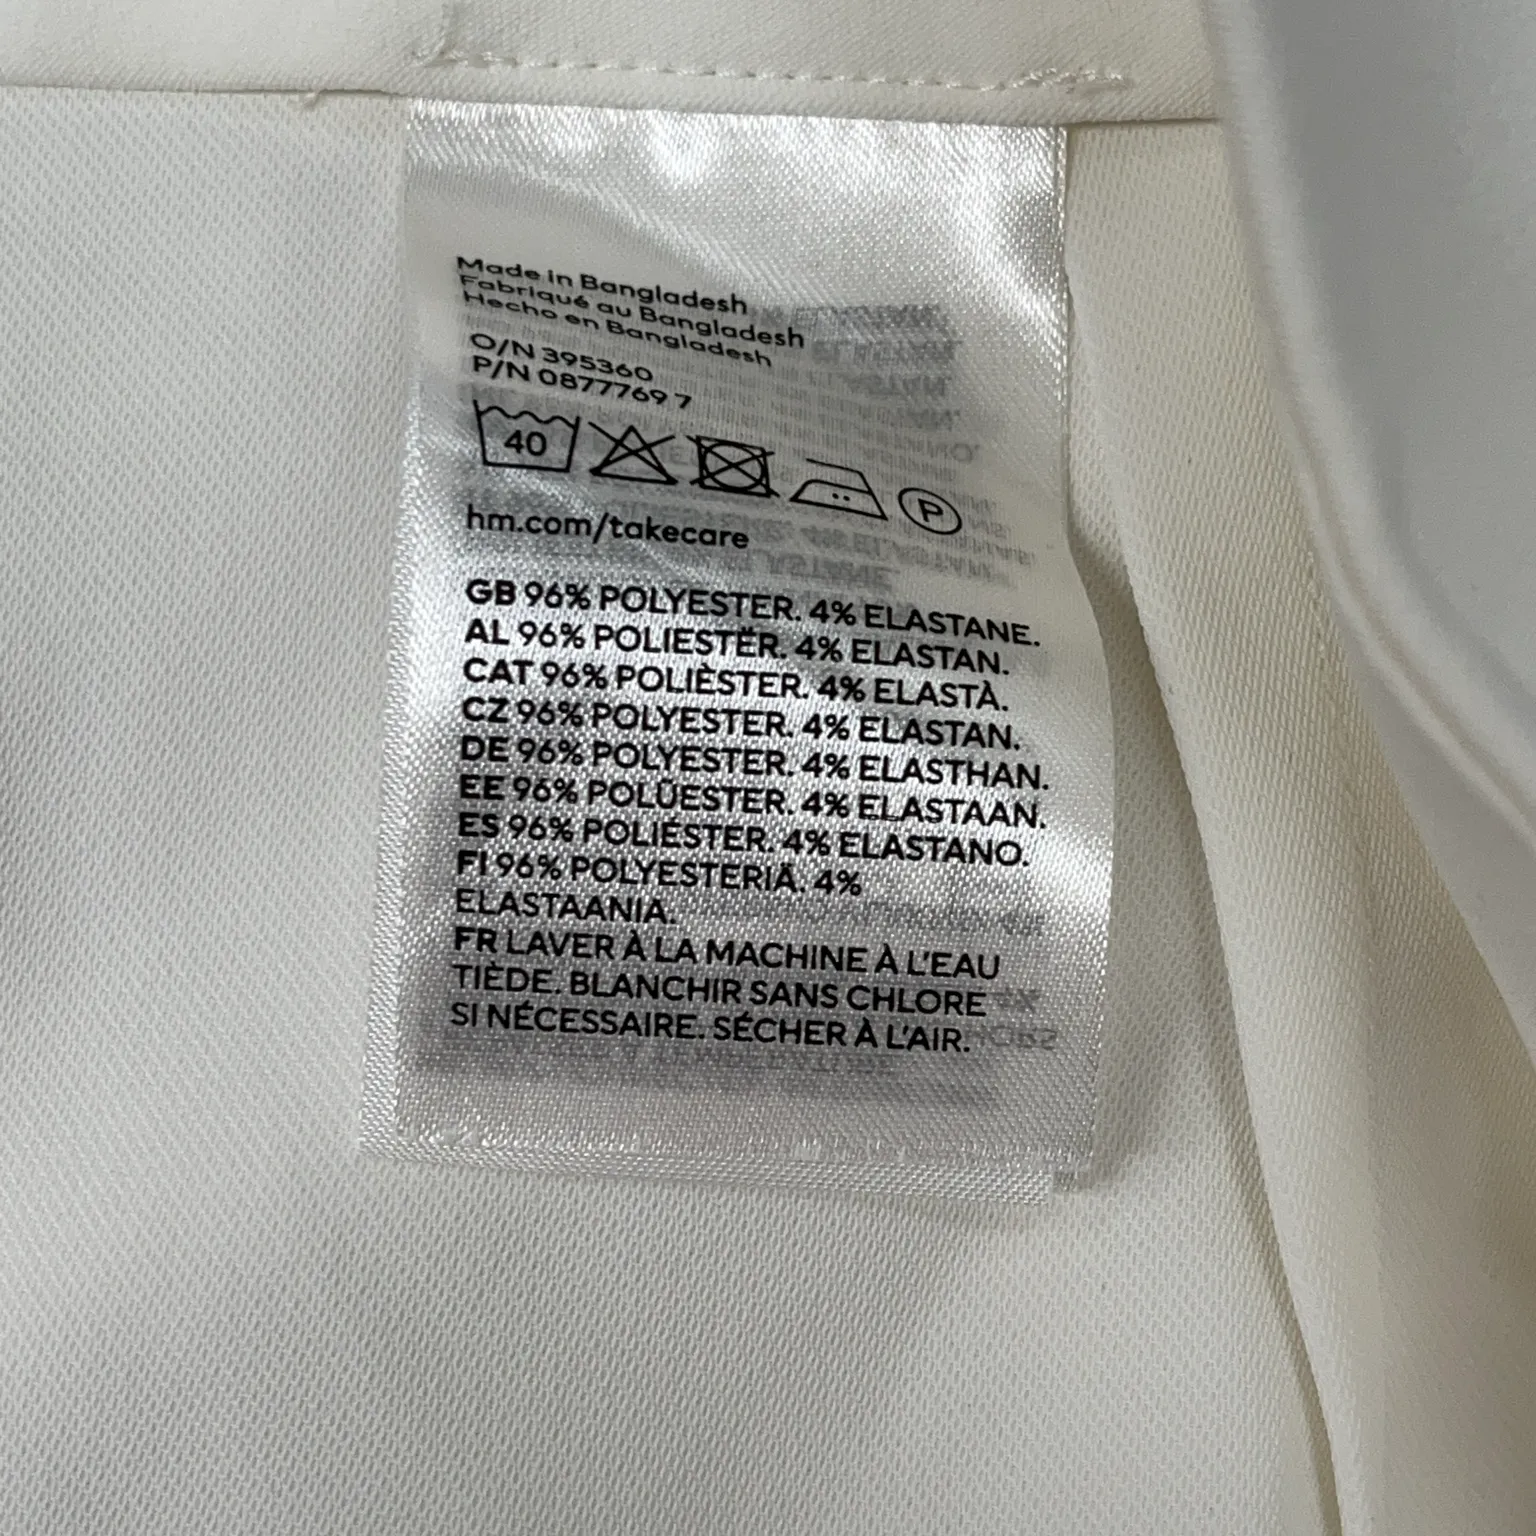 Made in Bangladesh
Fabriqué au Bangladesh
Hecho en Bangladesh
O/N 395360
P/N 0877769 7
40
P
hm.com/takecare
GB 96% POLYESTER. 4% ELASTANE.
AL 96% POLIESTËR. 4% ELASTAN.
CAT 96% POLIÈSTER. 4% ELASTÀ.
CZ 96% POLYESTER. 4% ELASTAN.
DE 96% POLYESTER. 4% ELASTHAN.
EE 96% POLÜESTER. 4% ELASTAAN.
ES 96% POLIÉSTER. 4% ELASTANO.
FI 96% POLYESTERIÄ. 4%
ELASTAANIA.
FR LAVER À LA MACHINE À L'EAU
TIÈDE. BLANCHIR SANS CHLORE
SI NÉCESSAIRE. SÉCHER À L'AIR.